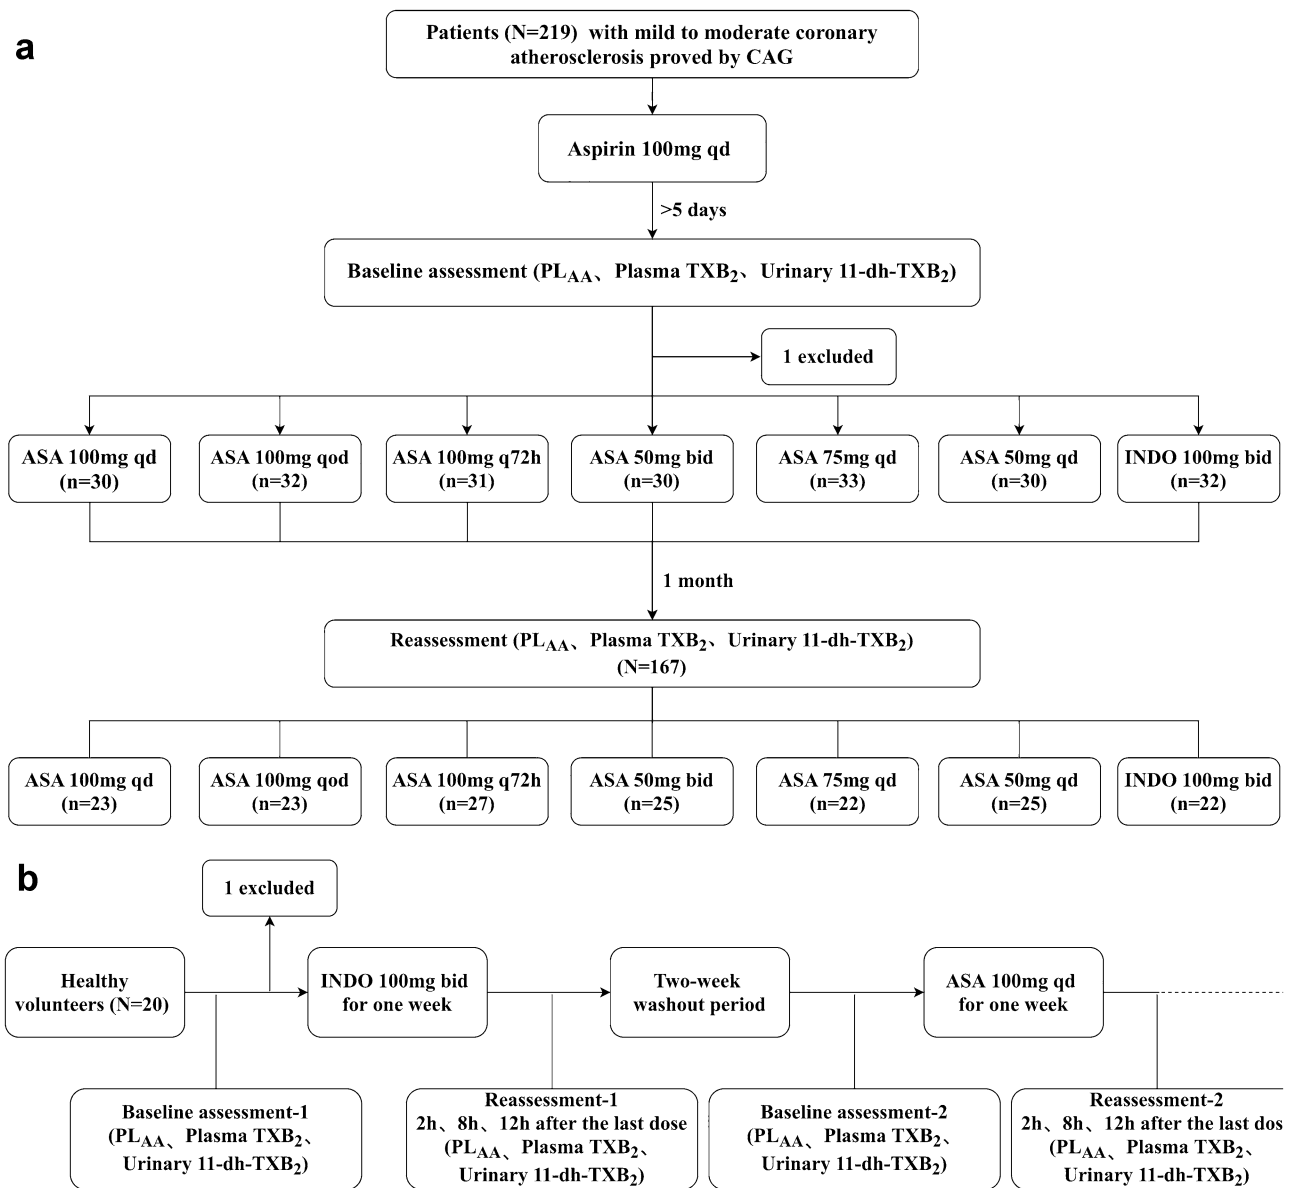 a
Patients (N=219) with mild to moderate coronary
atherosclerosis proved by CAG
Aspirin 100mg qd
>5 days
Baseline assessment (PLAA、Plasma TXB2、Urinary 11-dh-TXB2)
1 excluded
ASA 100mg qd
(n=30)
ASA 100mg qod
(n=32)
ASA 100mg q72h
(n=31)
ASA 50mg bid
(n=30)
ASA 75mg qd
(n=33)
ASA 50mg qd
(n=30)
INDO 100mg bid
(n=32)
1 month
Reassessment (PLAA、Plasma TXB2、Urinary 11-dh-TXB2)
(N=167)
ASA 100mg qd
(n=23)
ASA 100mg qod
(n=23)
ASA 100mg q72h
(n=27)
ASA 50mg bid
(n=25)
ASA 75mg qd
(n=22)
ASA 50mg qd
(n=25)
INDO 100mg bid
(n=22)
b
1 excluded
Healthy
volunteers (N=20)
INDO 100mg bid
for one week
Two-week
washout period
ASA 100mg qd
for one week
Baseline assessment-1
(PLAA、Plasma TXB2、
Urinary 11-dh-TXB2)
Reassessment-1
2h、8h、12h after the last dose
(PLAA、Plasma TXB2、
Urinary 11-dh-TXB2)
Baseline assessment-2
(PLAA、Plasma TXB2、
Urinary 11-dh-TXB2)
Reassessment-2
2h、8h、12h after the last dos
(PLAA、Plasma TXB2、
Urinary 11-dh-TXB2)